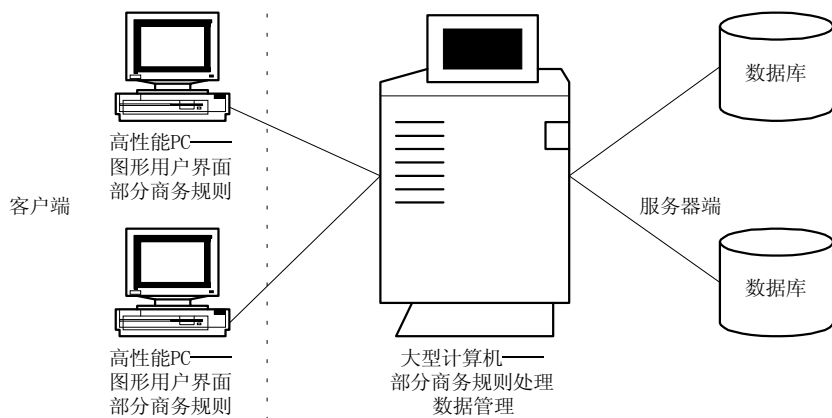 数据库
高性能PC——
图形用户界面
部分商务规则
客户端
服务器端
数据库
高性能PC——
图形用户界面
部分商务规则
大型计算机——
部分商务规则处理
数据管理